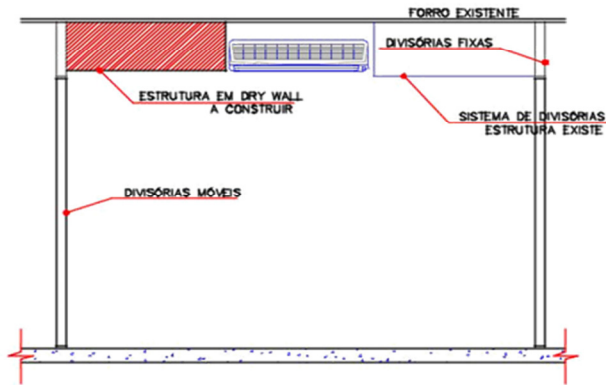 FORRO EXISTENTE
DIVISÓRIAS FIXAS
ESTRUTURA EM DRY WALL
A CONSTRUIR
SISTEMA DE DIVISÓRIAS
ESTRUTURA EXISTE
DIVISÓRIAS MÓVEIS